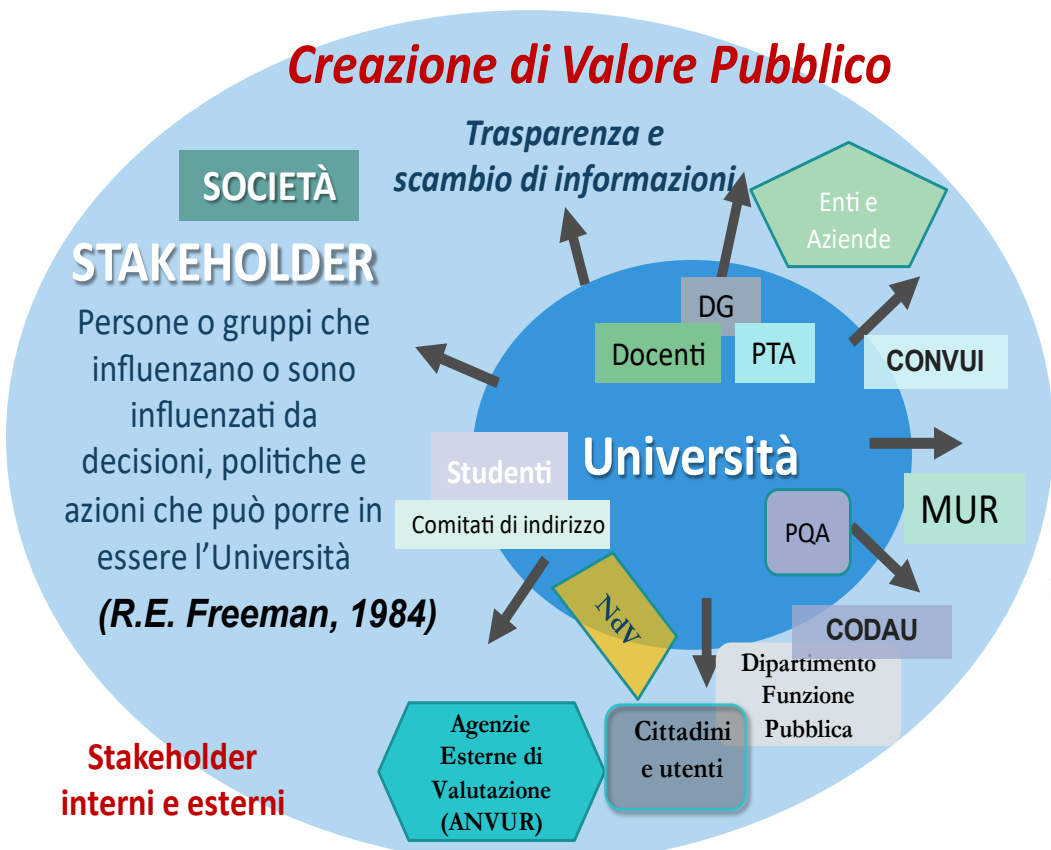 Creazione di Valore Pubblico
Trasparenza e
scambio di informazioni
SOCIETÀ
STAKEHOLDER
Persone o gruppi che
influenzano o sono
influenzati da
decisioni, politiche e
azioni che può porre in
essere l'Università
(R.E. Freeman, 1984)
Stakeholder
interni e esterni
Enti e
Aziende
DG
Docenti
PTA
CONVUI
Università
Studenti
Comitati di indirizzo
MUR
PQA
NdV
CODAU
Dipartimento
Funzione
Pubblica
Cittadini
e utenti
Agenzie
Esterne di
Valutazione
(ANVUR)